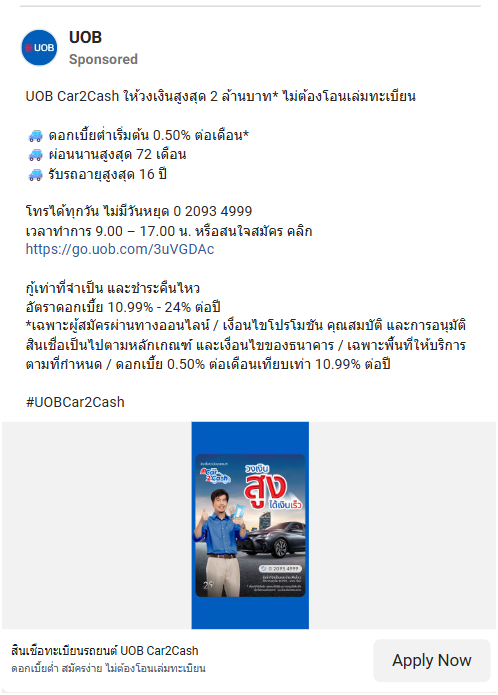 UOB
UOB
Sponsored
UOB Car2Cash ให้วงเงินสูงสุด 2 ล้านบาท* ไม่ต้องโอนเล่มทะเบียน
🚙 ดอกเบี้ยต่ำเริ่มต้น 0.50% ต่อเดือน*
🚙 ผ่อนนานสูงสุด 72 เดือน
🚙 รับรถอายุสูงสุด 16 ปี
โทรได้ทุกวัน ไม่มีวันหยุด 0 2093 4999
เวลาทำการ 9.00 – 17.00 น. หรือสนใจสมัคร คลิก
https://go.uob.com/3uVGDAc
กู้เท่าที่จำเป็น และชำระคืนไหว
อัตราดอกเบี้ย 10.99% - 24% ต่อปี
*เฉพาะผู้สมัครผ่านทางออนไลน์ / เงื่อนไขโปรโมชัน คุณสมบัติ และการอนุมัติ
สินเชื่อเป็นไปตามหลักเกณฑ์ และเงื่อนไขของธนาคาร / เฉพาะพื้นที่ให้บริการ
ตามที่กำหนด / ดอกเบี้ย 0.50% ต่อเดือนเทียบเท่า 10.99% ต่อปี
#UOBCar2Cash
วงเงิน
สูง
ได้เงินเร็ว
0 2093 4999
สินเชื่อทะเบียนรถยนต์ UOB Car2Cash
ดอกเบี้ยต่ำ สมัครง่าย ไม่ต้องโอนเล่มทะเบียน
Apply Now